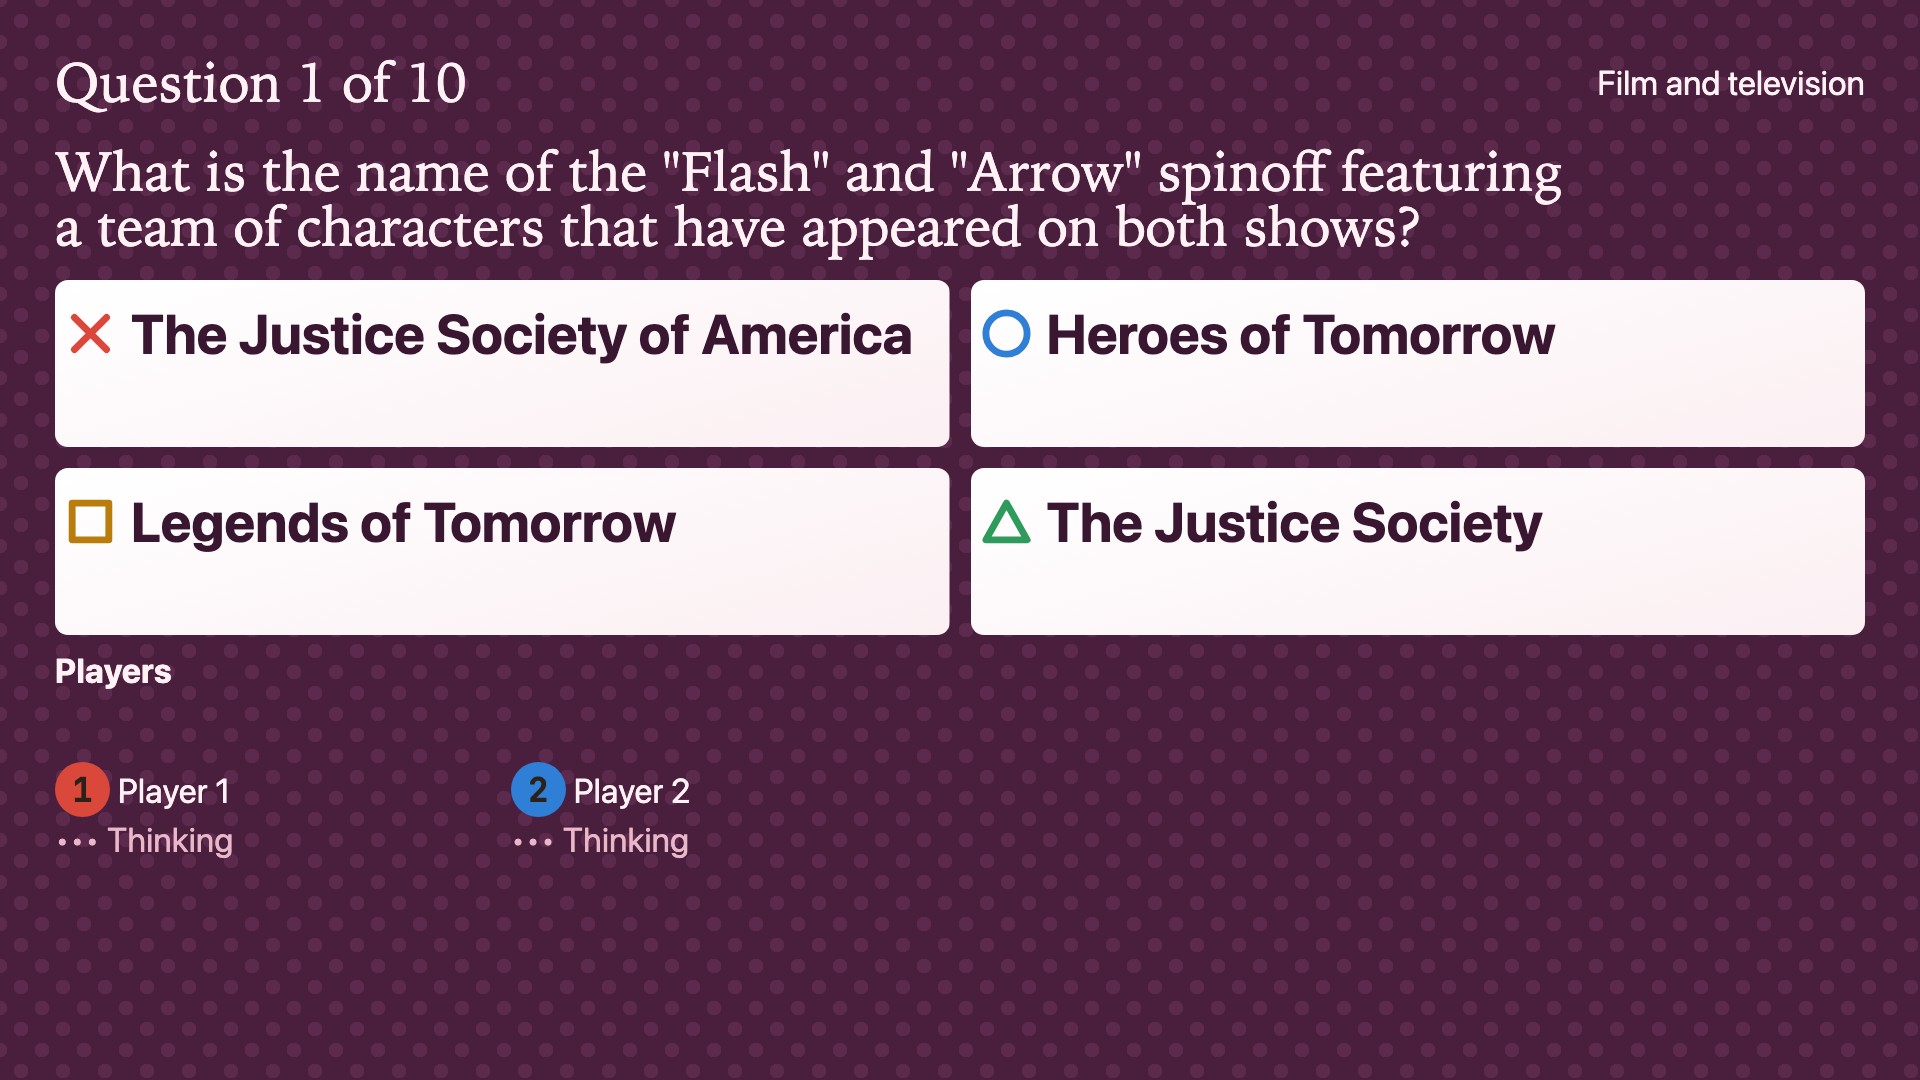 Question 1 of 10
Film and television
What is the name of the "Flash" and "Arrow" spinoff featuring
a team of characters that have appeared on both shows?
The Justice Society of America
Heroes of Tomorrow
Legends of Tomorrow
The Justice Society
Players
1 Player 1
2 Player 2
··· Thinking
··· Thinking